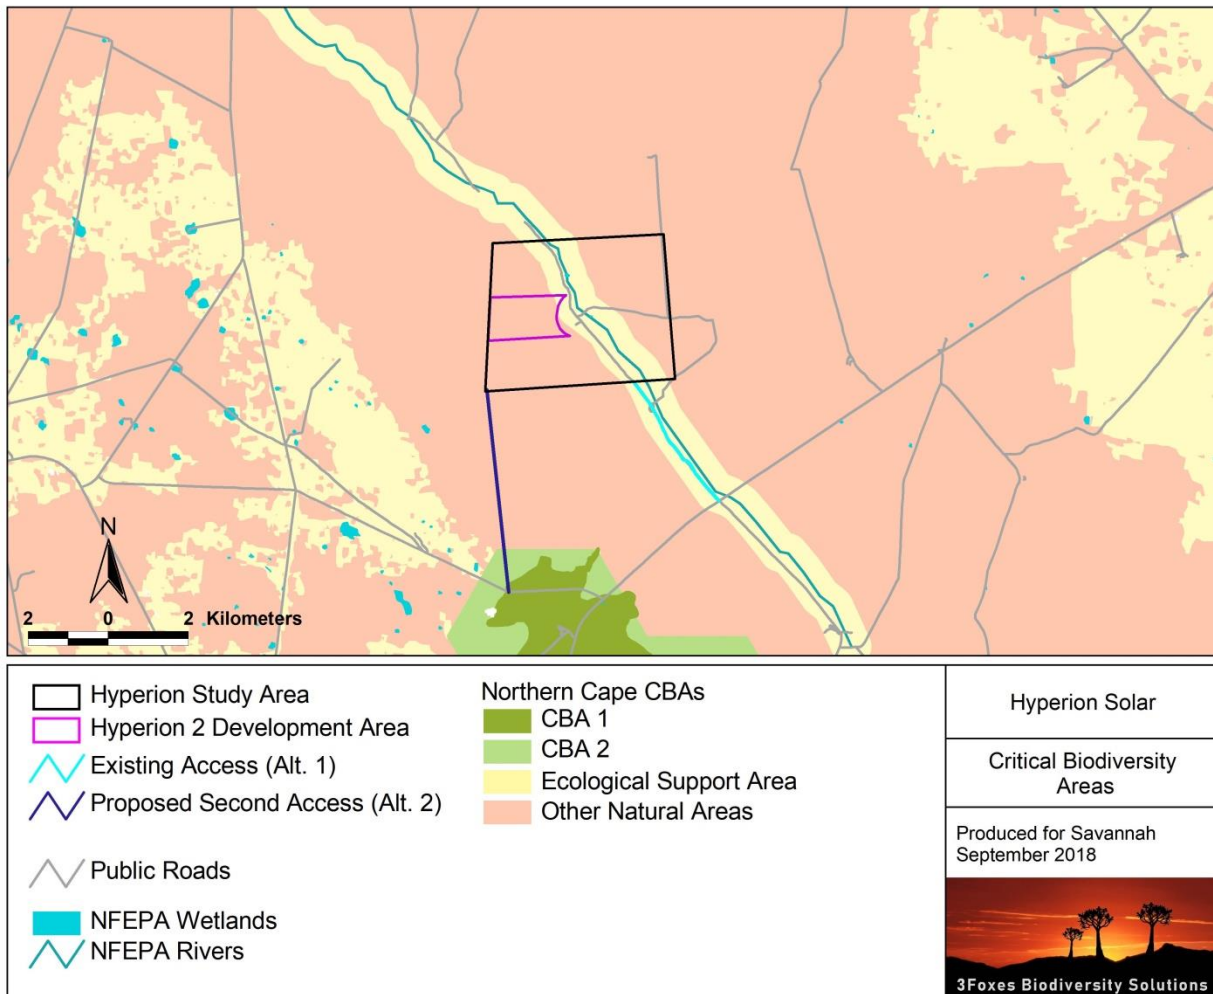 N
2 0 2 Kilometers
Hyperion Study Area
Hyperion 2 Development Area
Existing Access (Alt. 1)
Proposed Second Access (Alt. 2)
Public Roads
NFEPA Wetlands
NFEPA Rivers
Northern Cape CBAs
CBA 1
CBA 2
Ecological Support Area
Other Natural Areas
Hyperion Solar
Critical Biodiversity
Areas
Produced for Savannah
September 2018
3Foxes Biodiversity Solutions